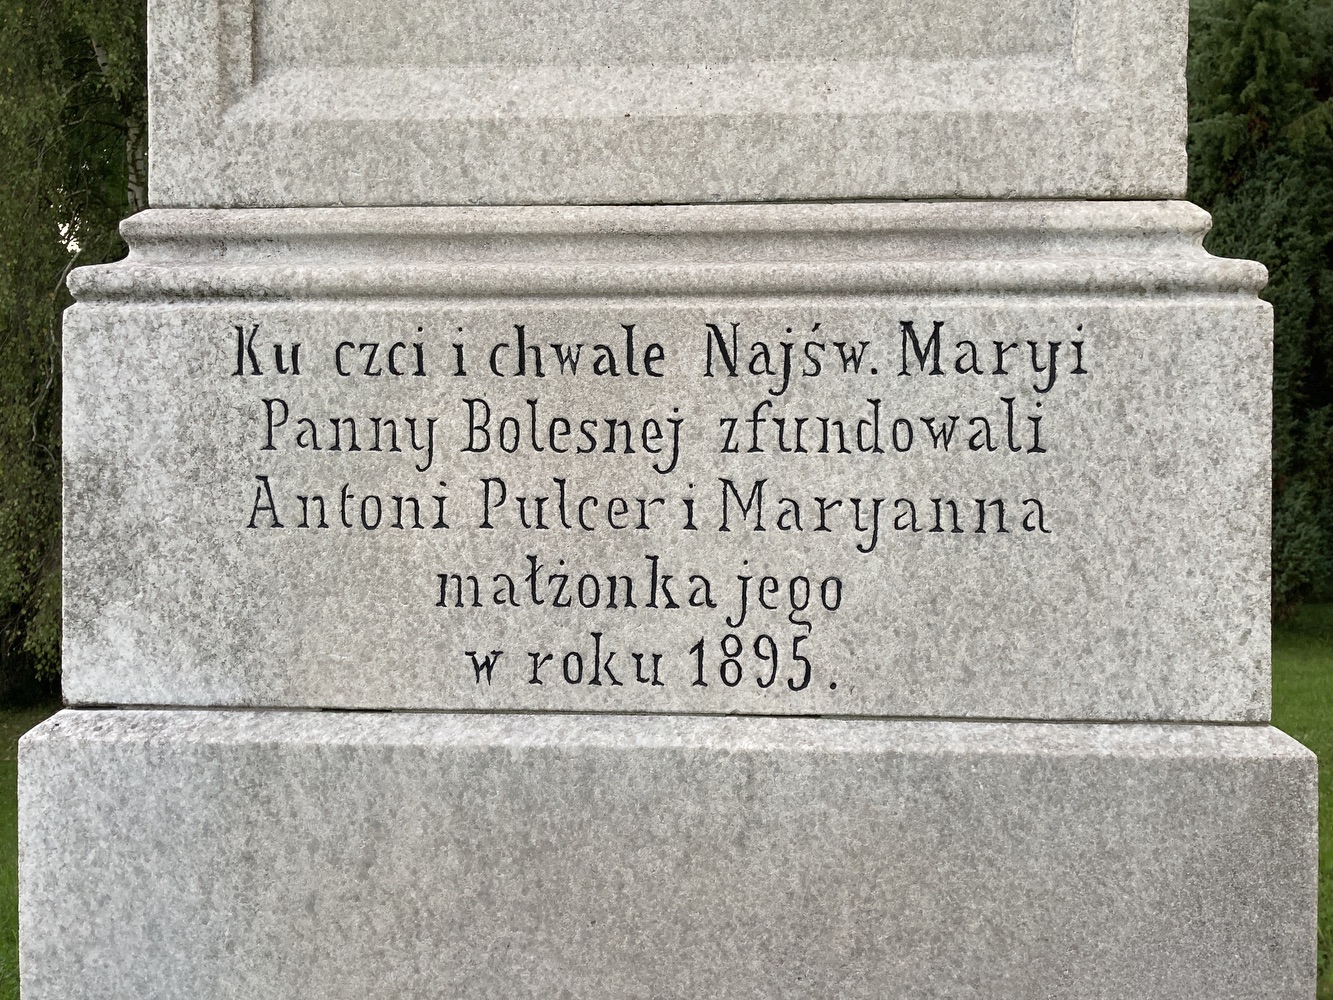 Ku czci i chwale Najśw. Maryi
Panny Bolesnej zfundowali
Antoni Pulcer i Maryanna
małżonka jego
w roku 1895.